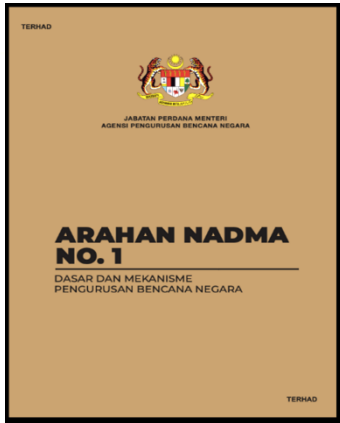 TERHAD
JABATAN PERDANA MENTERI
AGENSI PENGURUSAN BENCANA NEGARA
ARAHAN NADMA
NO. 1
DASAR DAN MEKANISME
PENGURUSAN BENCANA NEGARA
TERHAD